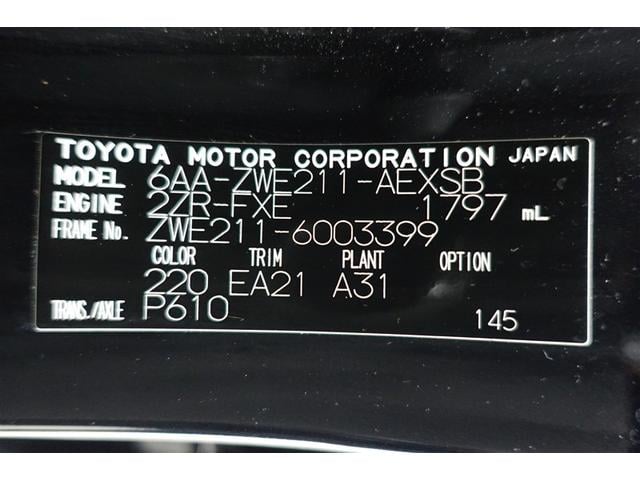 TOYOTA MOTOR CORPORATION JAPAN
MODEL 6AA-ZWE211-AEXSB
ENGINE 2ZR-FXE 1797 mL
FRAME No. ZWE211-6003399
COLOR TRIM PLANT OPTION
220 EA21 A31
TRANS./AXLE P610 145